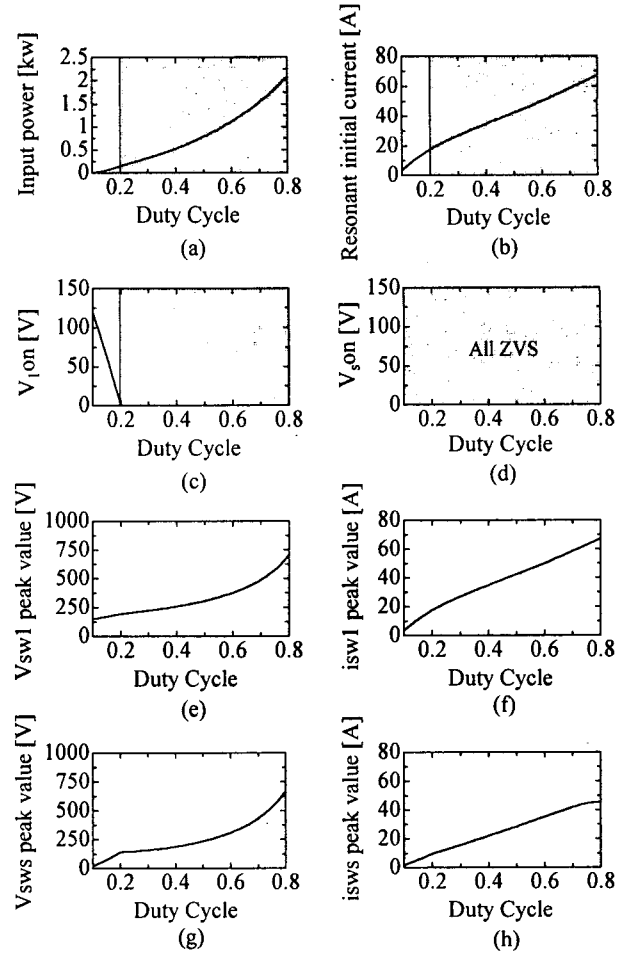 Input power [kw]
2.5
2
1.5
1
0.5
0
0.2 0.4 0.6 0.8
Duty Cycle
(a)
Resonant initial current [A]
80
60
40
20
0
0.2 0.4 0.6 0.8
Duty Cycle
(b)
V₁on [V]
150
100
50
0
0.2 0.4 0.6 0.8
Duty Cycle
(c)
Vₛon [V]
150
100
50
0
All ZVS
0.2 0.4 0.6 0.8
Duty Cycle
(d)
Vsw1 peak value [V]
1000
750
500
250
0
0.2 0.4 0.6 0.8
Duty Cycle
(e)
isw1 peak value [A]
80
60
40
20
0
0.2 0.4 0.6 0.8
Duty Cycle
(f)
Vsws peak value [V]
1000
750
500
250
0
0.2 0.4 0.6 0.8
Duty Cycle
(g)
isws peak value [A]
80
60
40
20
0
0.2 0.4 0.6 0.8
Duty Cycle
(h)